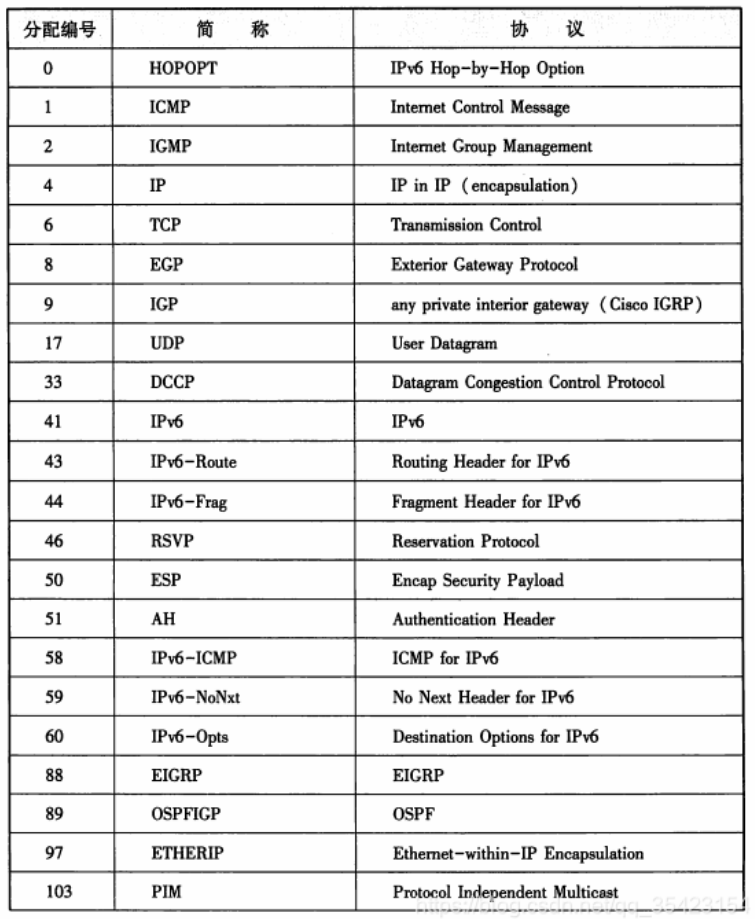 分配编号 简称 协议
0 HOPOPT IPv6 Hop-by-Hop Option
1 ICMP Internet Control Message
2 IGMP Internet Group Management
4 IP IP in IP (encapsulation)
6 TCP Transmission Control
8 EGP Exterior Gateway Protocol
9 IGP any private interior gateway (Cisco IGRP)
17 UDP User Datagram
33 DCCP Datagram Congestion Control Protocol
41 IPv6 IPv6
43 IPv6-Route Routing Header for IPv6
44 IPv6-Frag Fragment Header for IPv6
46 RSVP Reservation Protocol
50 ESP Encap Security Payload
51 AH Authentication Header
58 IPv6-ICMP ICMP for IPv6
59 IPv6-NoNxt No Next Header for IPv6
60 IPv6-Opts Destination Options for IPv6
88 EIGRP EIGRP
89 OSPFIGP OSPF
97 ETHERIP Ethernet-within-IP Encapsulation
103 PIM Protocol Independent Multicast